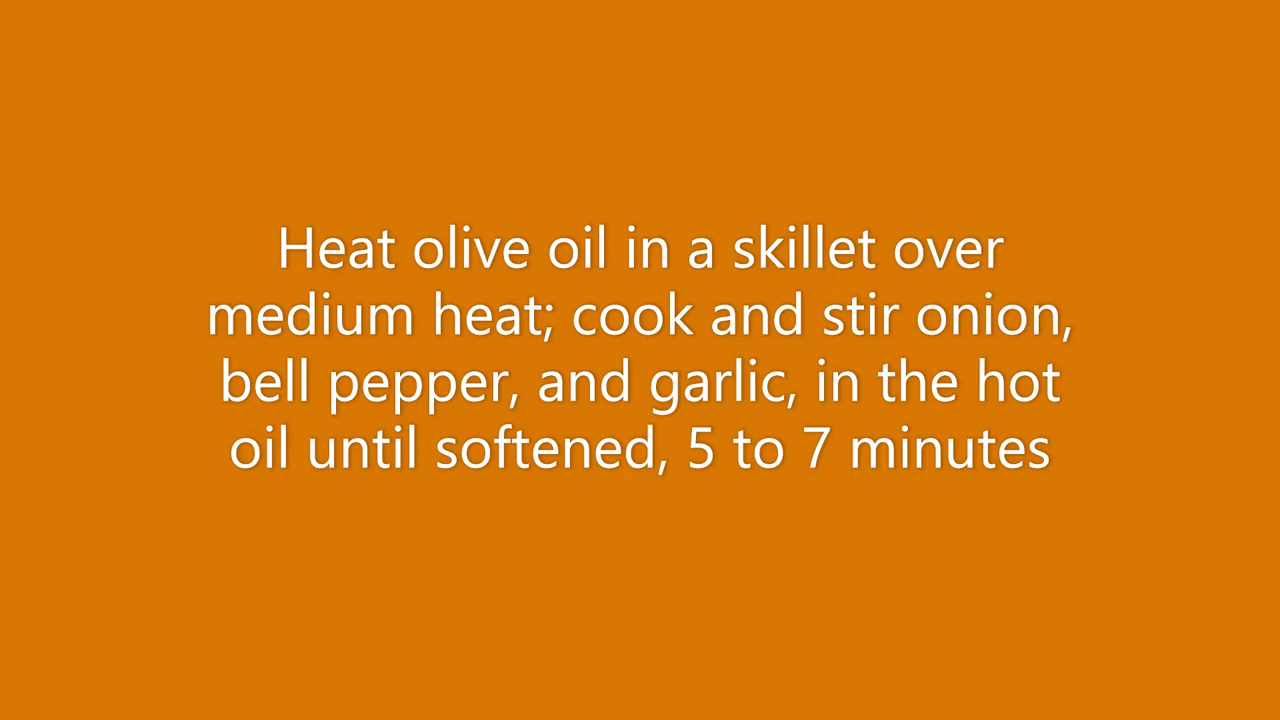 Heat olive oil in a skillet over
medium heat; cook and stir onion,
bell pepper, and garlic, in the hot
oil until softened, 5 to 7 minutes